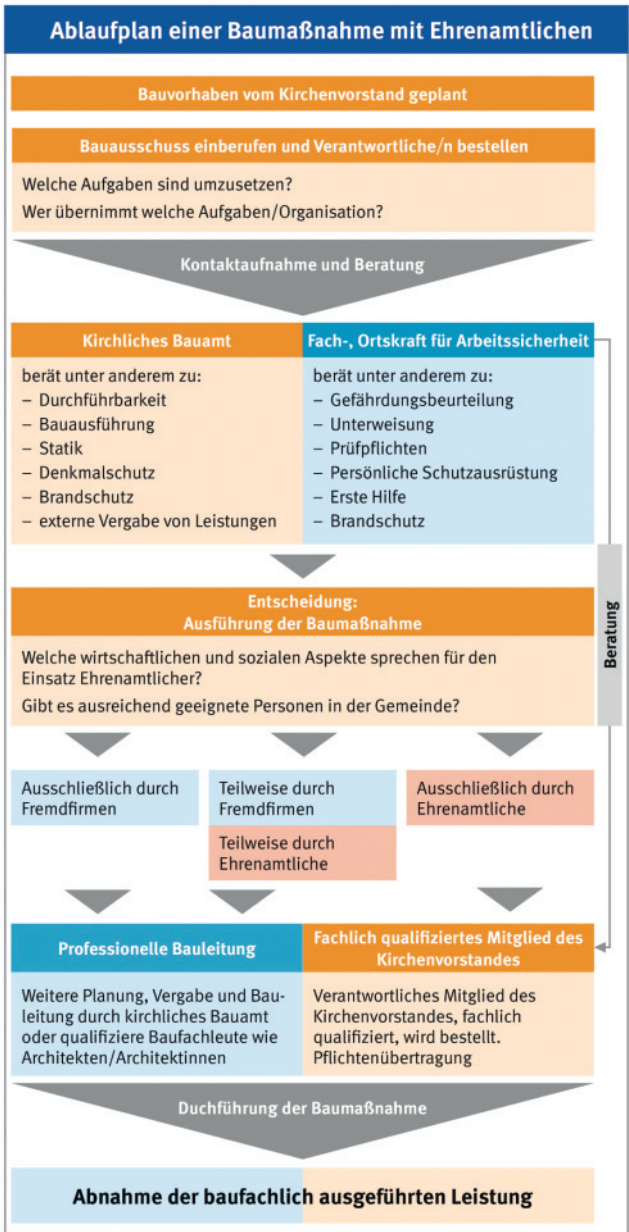 Ablaufplan einer Baumaßnahme mit Ehrenamtlichen
Bauvorhaben vom Kirchenvorstand geplant
Bauausschuss einberufen und Verantwortliche/n bestellen
Welche Aufgaben sind umzusetzen?
Wer übernimmt welche Aufgaben/Organisation?
Kontaktaufnahme und Beratung
Kirchliches Bauamt
berät unter anderem zu:
– Durchführbarkeit
– Bauausführung
– Statik
– Denkmalschutz
– Brandschutz
– externe Vergabe von Leistungen
Fach-, Ortskraft für Arbeitssicherheit
berät unter anderem zu:
– Gefährdungsbeurteilung
– Unterweisung
– Prüfpflichten
– Persönliche Schutzausrüstung
– Erste Hilfe
– Brandschutz
Beratung
Entscheidung:
Ausführung der Baumaßnahme
Welche wirtschaftlichen und sozialen Aspekte sprechen für den
Einsatz Ehrenamtlicher?
Gibt es ausreichend geeignete Personen in der Gemeinde?
Ausschließlich durch
Fremdfirmen
Teilweise durch
Fremdfirmen
Teilweise durch
Ehrenamtliche
Ausschließlich durch
Ehrenamtliche
Professionelle Bauleitung
Weitere Planung, Vergabe und Bau-
leitung durch kirchliches Bauamt
oder qualifiziere Baufachleute wie
Architekten/Architektinnen
Fachlich qualifiziertes Mitglied des
Kirchenvorstandes
Verantwortliches Mitglied des
Kirchenvorstandes, fachlich
qualifiziert, wird bestellt.
Pflichtenübertragung
Duchführung der Baumaßnahme
Abnahme der baufachlich ausgeführten Leistung